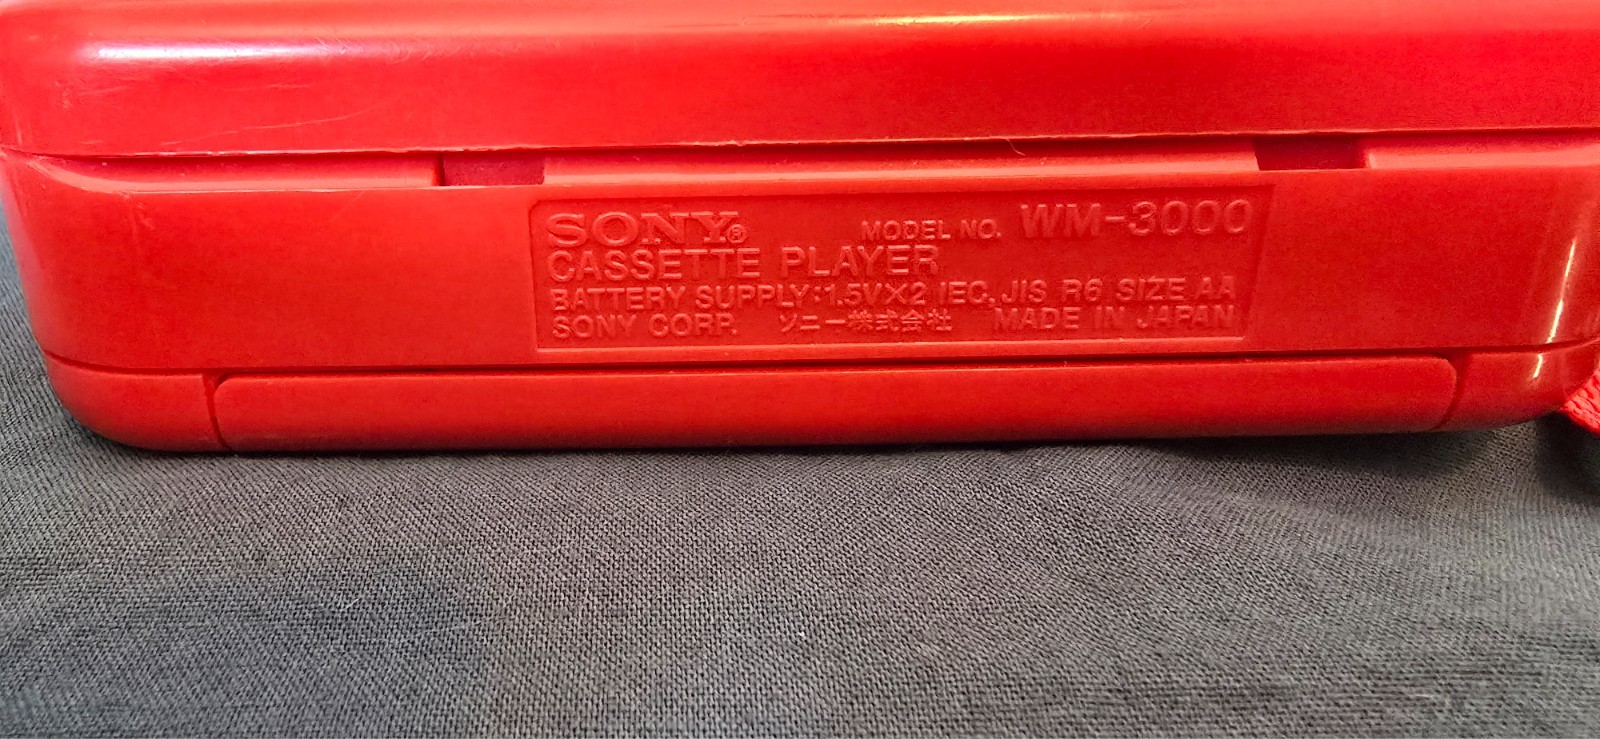 SONY® MODEL NO. WM-3000
CASSETTE PLAYER
BATTERY SUPPLY:1.5V×2 IEC, JIS R6 SIZE AA
SONY CORP. ソニー株式会社 MADE IN JAPAN